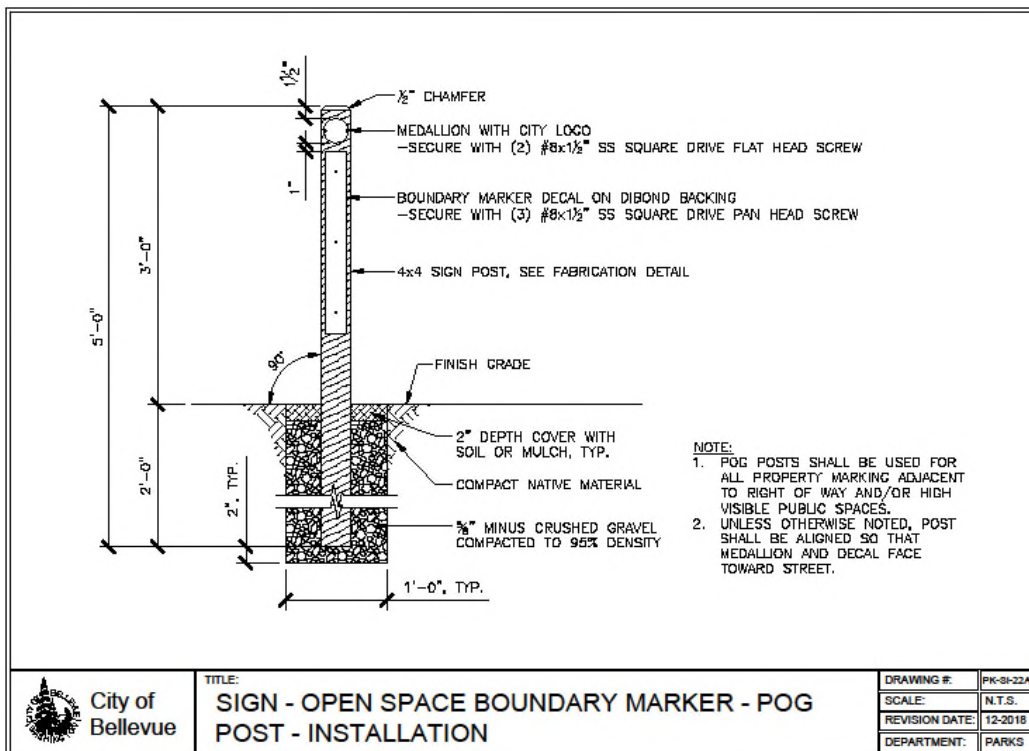 1½"
½" CHAMFER
MEDALLION WITH CITY LOGO
-SECURE WITH (2) #8x1½" SS SQUARE DRIVE FLAT HEAD SCREW
1"
BOUNDARY MARKER DECAL ON DIBOND BACKING
-SECURE WITH (3) #8x1½" SS SQUARE DRIVE PAN HEAD SCREW
3'-0"
4x4 SIGN POST, SEE FABRICATION DETAIL
5'-0"
90°
FINISH GRADE
2" DEPTH COVER WITH
SOIL OR MULCH, TYP.
2'-0"
2", TYP.
COMPACT NATIVE MATERIAL
⅝" MINUS CRUSHED GRAVEL
COMPACTED TO 95% DENSITY
1'-0", TYP.
NOTE:
1. POG POSTS SHALL BE USED FOR
ALL PROPERTY MARKING ADJACENT
TO RIGHT OF WAY AND/OR HIGH
VISIBLE PUBLIC SPACES.
2. UNLESS OTHERWISE NOTED, POST
SHALL BE ALIGNED SO THAT
MEDALLION AND DECAL FACE
TOWARD STREET.
City of
Bellevue
TITLE:
SIGN - OPEN SPACE BOUNDARY MARKER - POG
POST - INSTALLATION
DRAWING #: PK-SI-22A
SCALE: N.T.S.
REVISION DATE: 12-2018
DEPARTMENT: PARKS